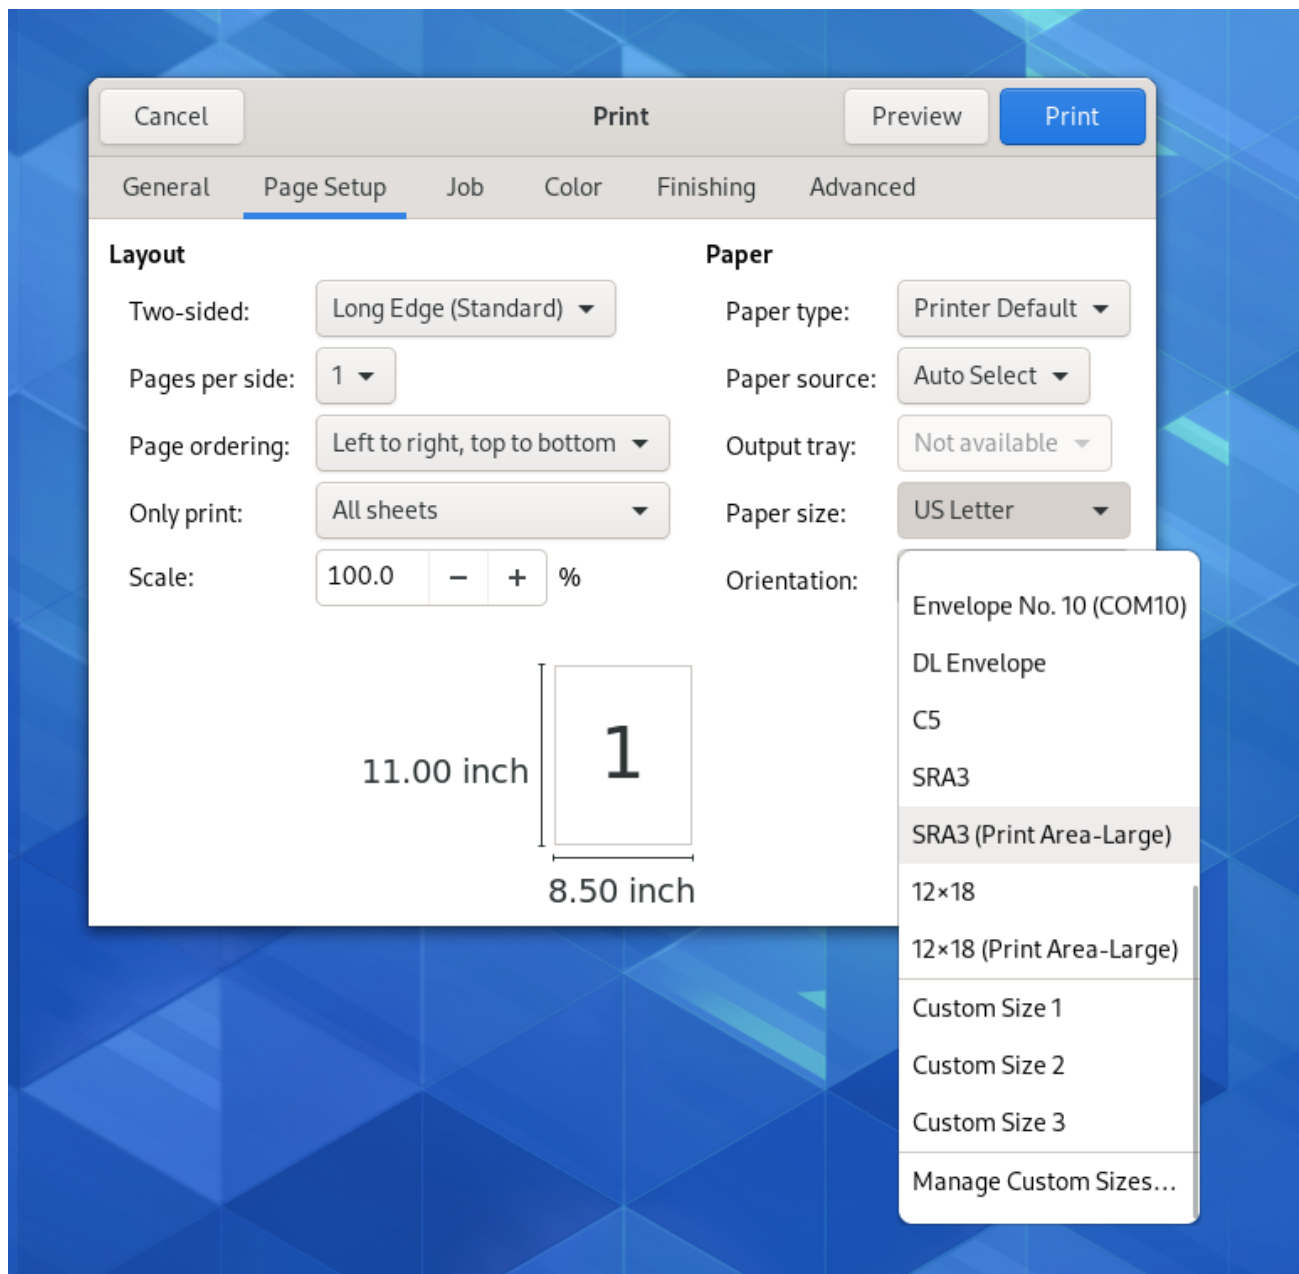 Cancel
Print
Preview
Print
General
Page Setup
Job
Color
Finishing
Advanced
Layout
Two-sided:
Long Edge (Standard)
Pages per side:
1
Page ordering:
Left to right, top to bottom
Only print:
All sheets
Scale:
100.0
−
+
%
Paper
Paper type:
Printer Default
Paper source:
Auto Select
Output tray:
Not available
Paper size:
US Letter
Orientation:
Envelope No. 10 (COM10)
DL Envelope
C5
SRA3
SRA3 (Print Area-Large)
12×18
12×18 (Print Area-Large)
Custom Size 1
Custom Size 2
Custom Size 3
Manage Custom Sizes…
11.00 inch
1
8.50 inch